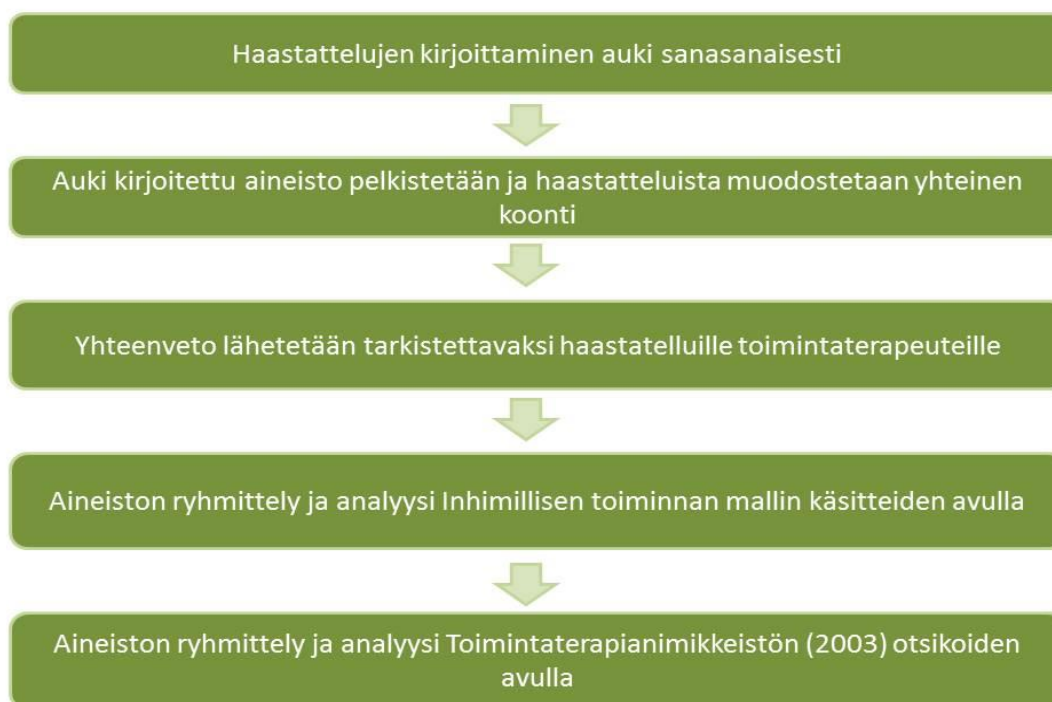 Haastattelujen kirjoittaminen auki sanasanaisesti
Auki kirjoitettu aineisto pelkistetään ja haastatteluista muodostetaan yhteinen
koonti
Yhteenveto lähetetään tarkistettavaksi haastatelluille toimintaterapeuteille
Aineiston ryhmittely ja analyysi Inhimillisen toiminnan mallin käsitteiden avulla
Aineiston ryhmittely ja analyysi Toimintaterapianimikkeistön (2003) otsikoiden
avulla